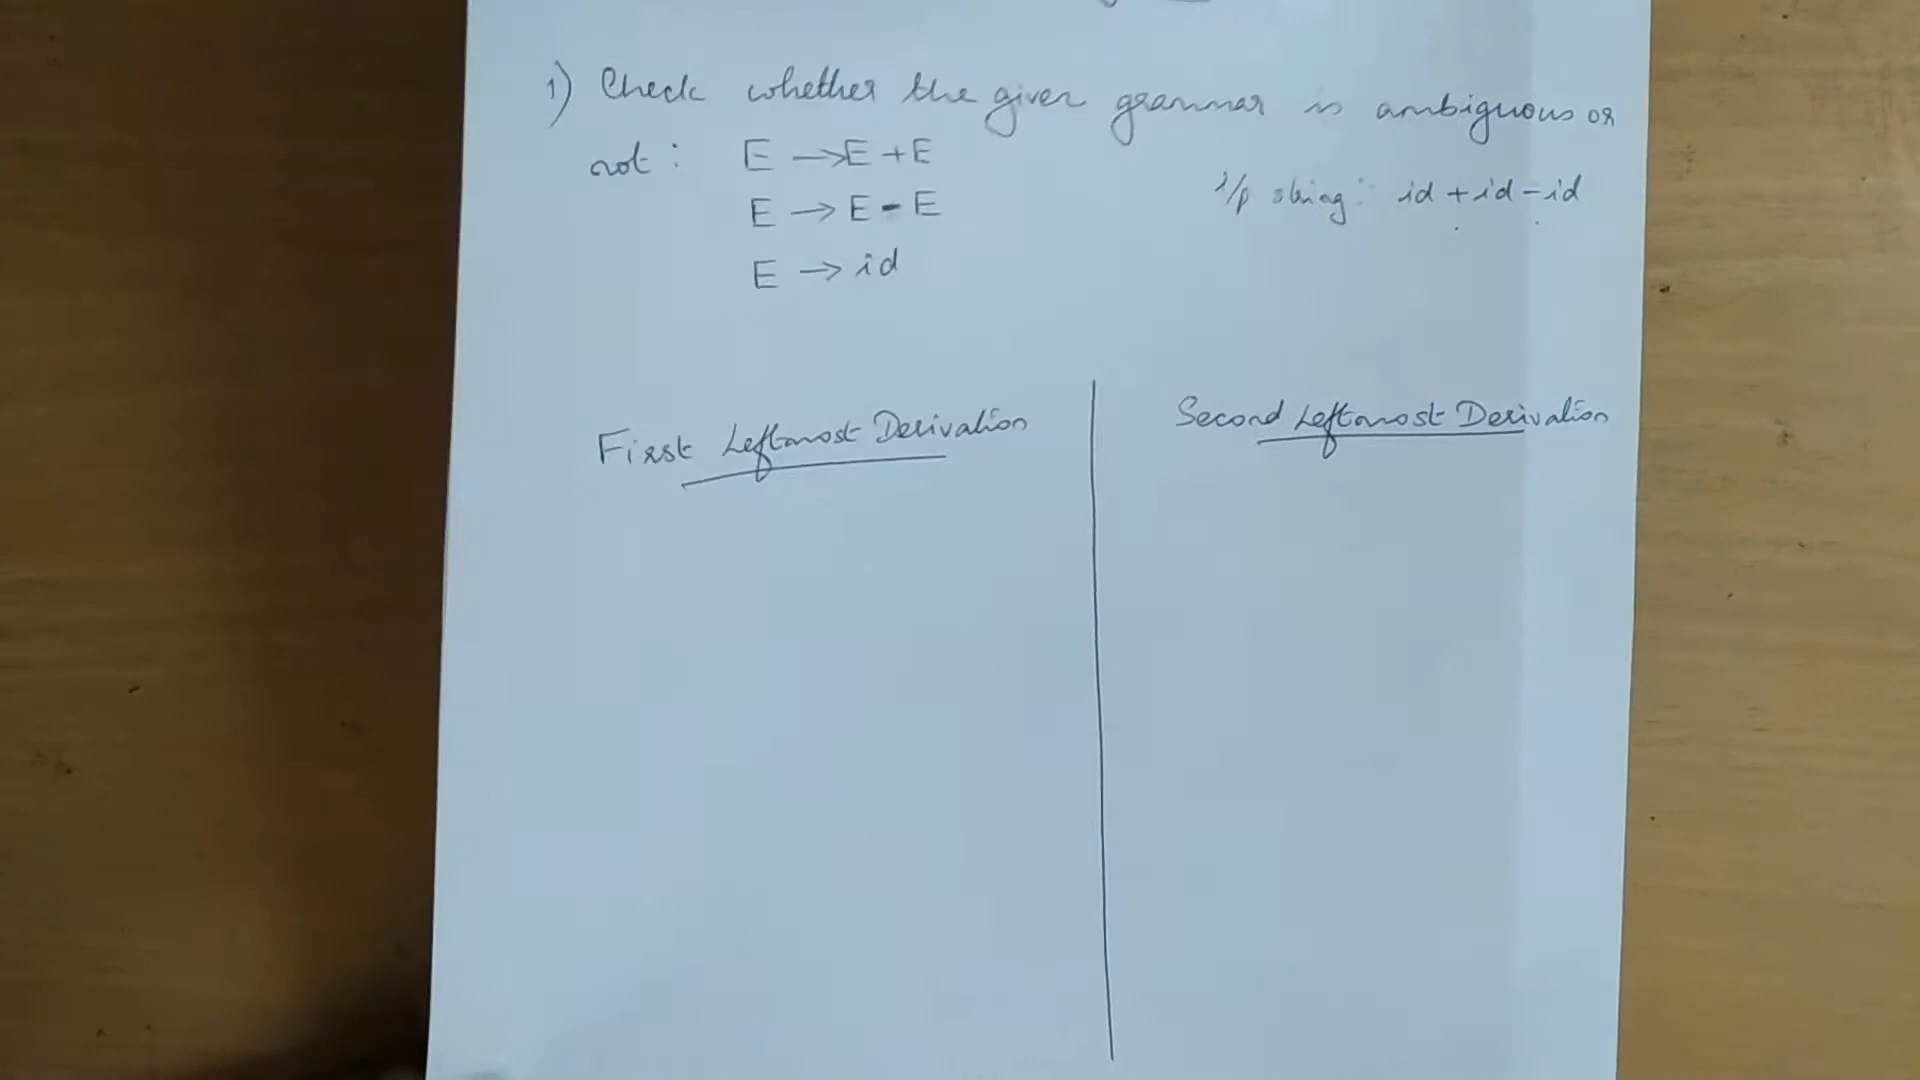 1) Check whether the given grammar is ambiguous or
not : E → E + E
i/p string : id + id - id
E → E - E
E → id
First Leftmost Derivation
Second Leftmost Derivation